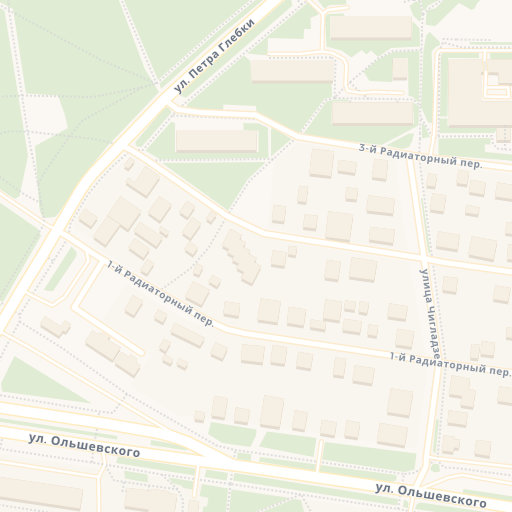 ул. Петра Глебки
3-й Радиаторный пер.
1-й Радиаторный пер.
улица Чигладзе
1-й Радиаторный пер.
ул. Ольшевского
ул. Ольшевского